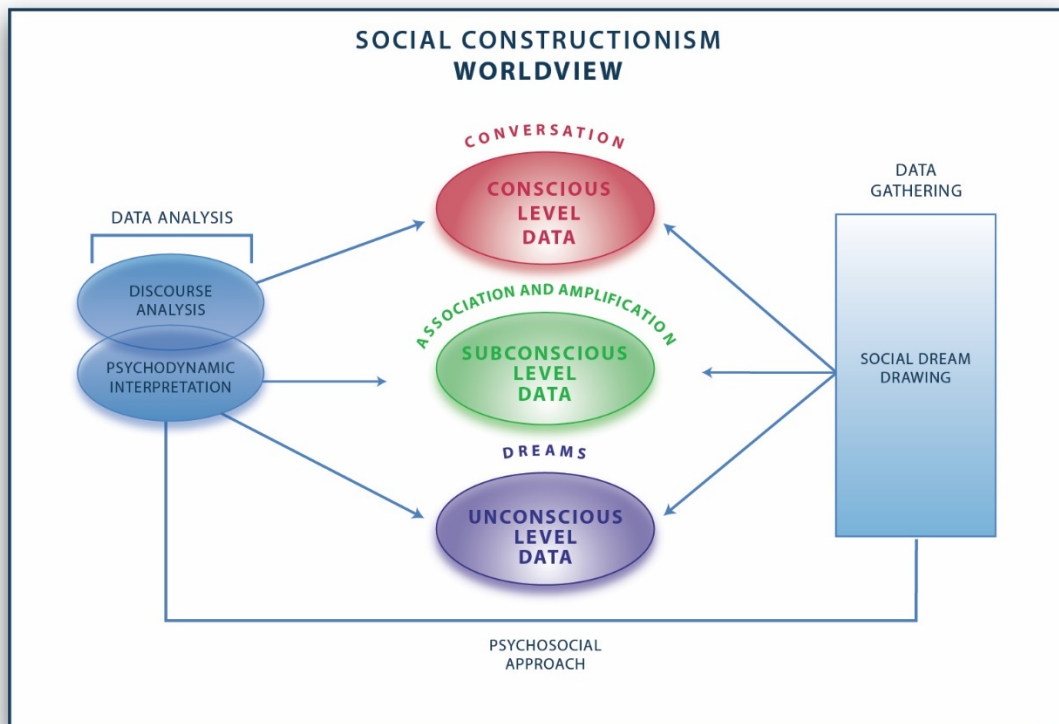 SOCIAL CONSTRUCTIONISM
WORLDVIEW
DATA ANALYSIS
DISCOURSE
ANALYSIS
PSYCHODYNAMIC
INTERPRETATION
CONVERSATION
CONSCIOUS
LEVEL
DATA
ASSOCIATION AND AMPLIFICATION
SUBCONSCIOUS
LEVEL
DATA
DREAMS
UNCONSCIOUS
LEVEL
DATA
DATA
GATHERING
SOCIAL DREAM
DRAWING
PSYCHOSOCIAL
APPROACH